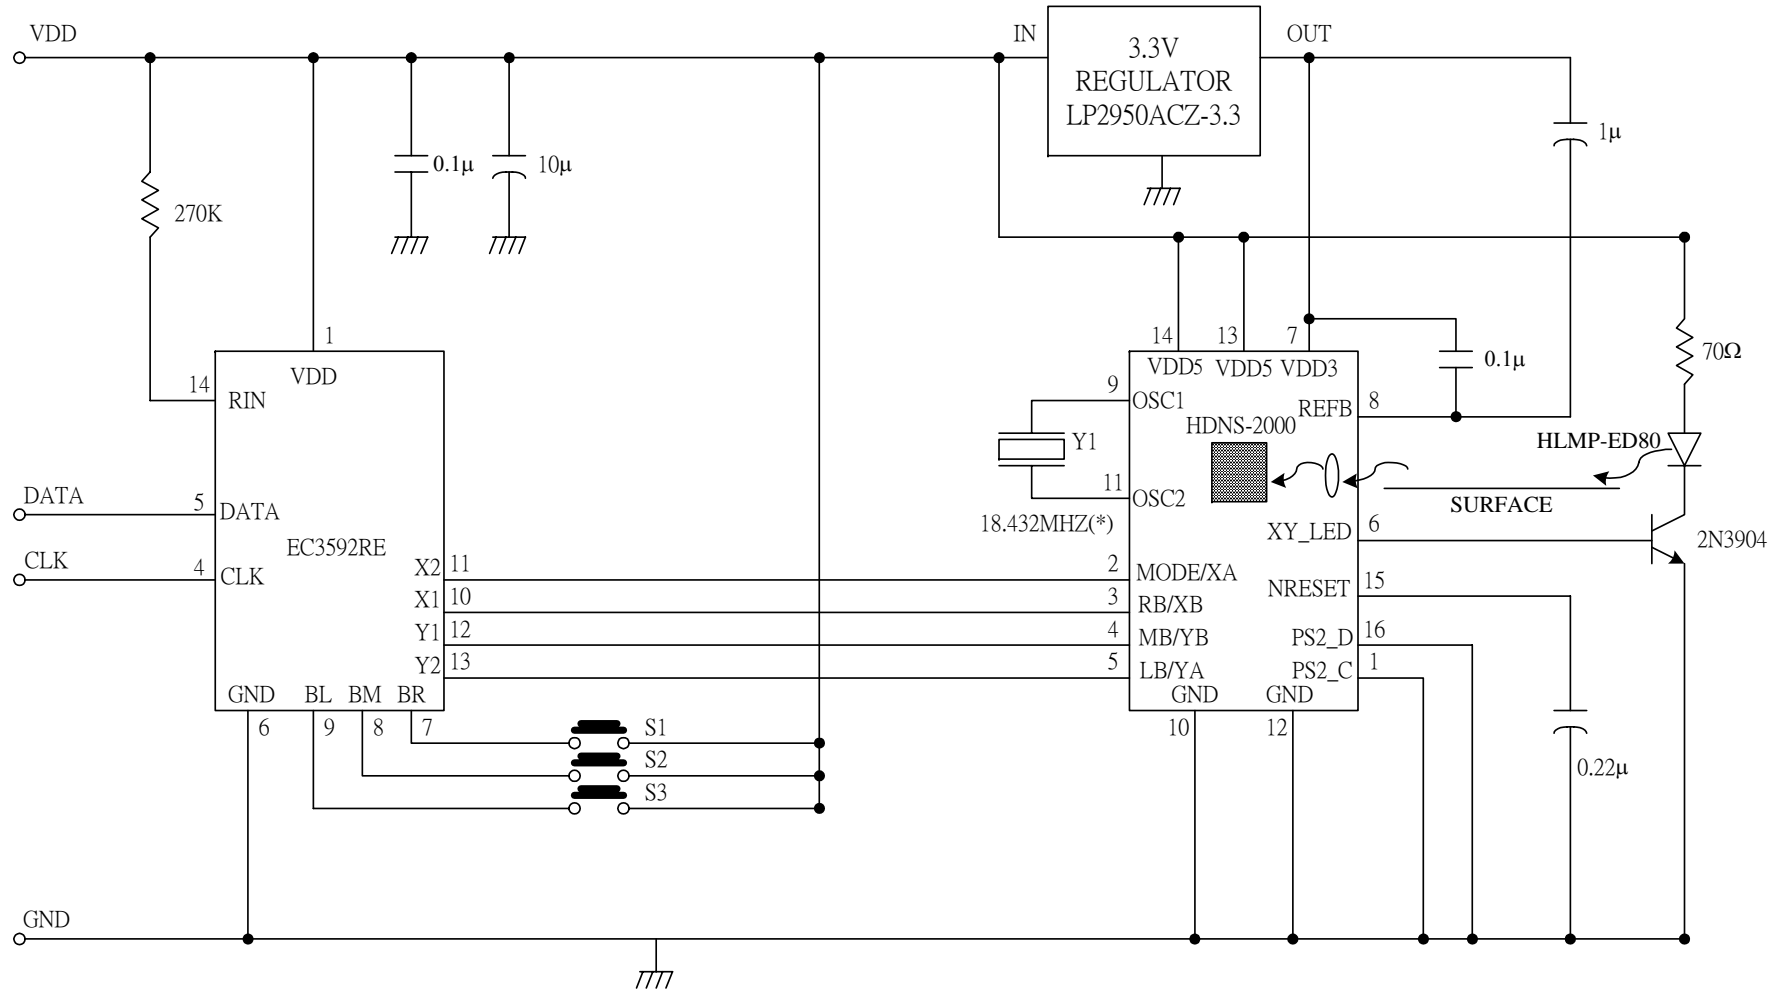 VDD
IN
3.3V
REGULATOR
LP2950ACZ-3.3
OUT
0.1μ
10μ
1μ
270K
1
VDD
14
RIN
5
DATA
DATA
4
CLK
CLK
EC3592RE
X2
11
X1
10
Y1
12
Y2
13
GND
BL
BM
BR
6
9
8
7
S1
S2
S3
14
13
7
VDD5
VDD5
VDD3
0.1μ
70Ω
9
OSC1
REFB
8
HDNS-2000
Y1
HLMP-ED80
11
OSC2
18.432MHZ(*)
SURFACE
XY_LED
6
2N3904
2
MODE/XA
NRESET
15
3
RB/XB
4
MB/YB
PS2_D
16
5
LB/YA
PS2_C
1
GND
GND
10
12
0.22μ
GND